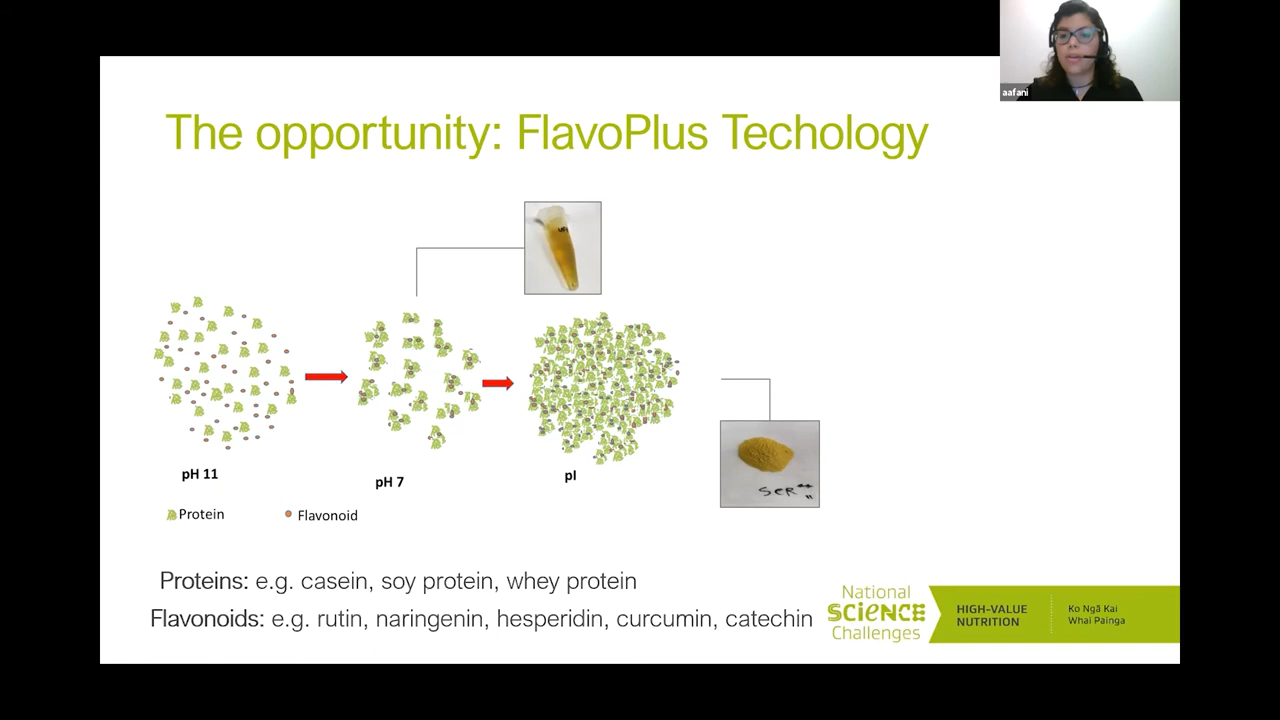 aafani
The opportunity: FlavoPlus Techology
SCR
pH 11
pH 7
pI
Protein
Flavonoid
Proteins: e.g. casein, soy protein, whey protein
Flavonoids: e.g. rutin, naringenin, hesperidin, curcumin, catechin
National
SCiENCE
Challenges
HIGH-VALUE
NUTRITION
Ko Ngā Kai
Whai Painga